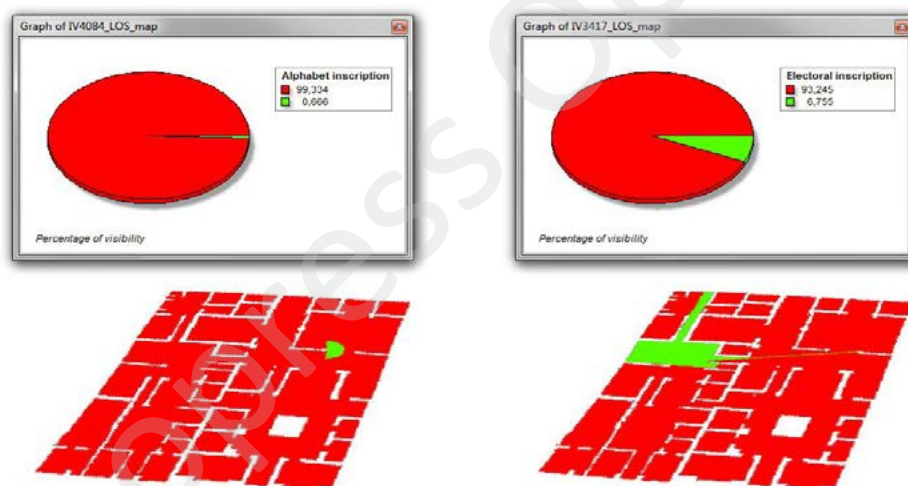 Graph of IV4084_LOS_map
Alphabet inscription
99,334
0,666
Percentage of visibility
Graph of IV3417_LOS_map
Electoral inscription
93,245
6,755
Percentage of visibility